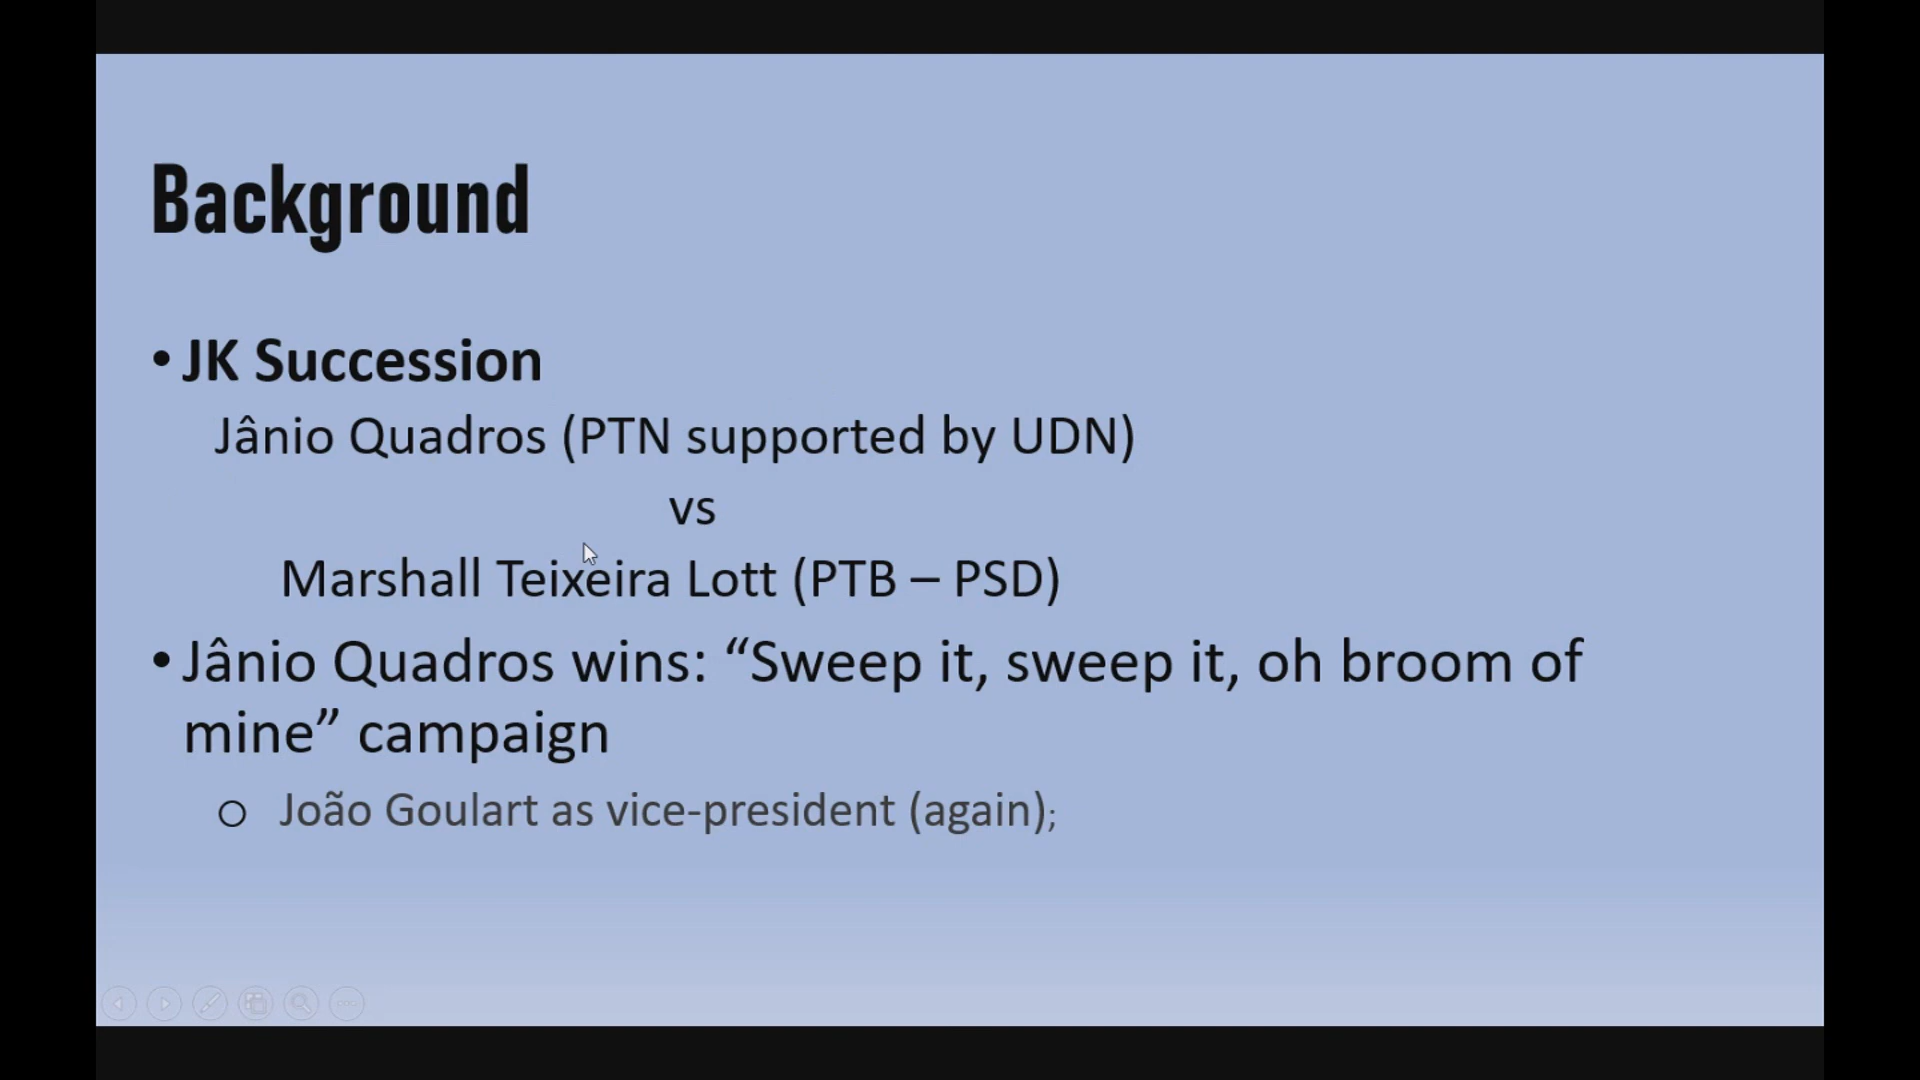 Background
• JK Succession
Jânio Quadros (PTN supported by UDN)
vs
Marshall Teixeira Lott (PTB – PSD)
• Jânio Quadros wins: “Sweep it, sweep it, oh broom of
mine” campaign
o João Goulart as vice-president (again);